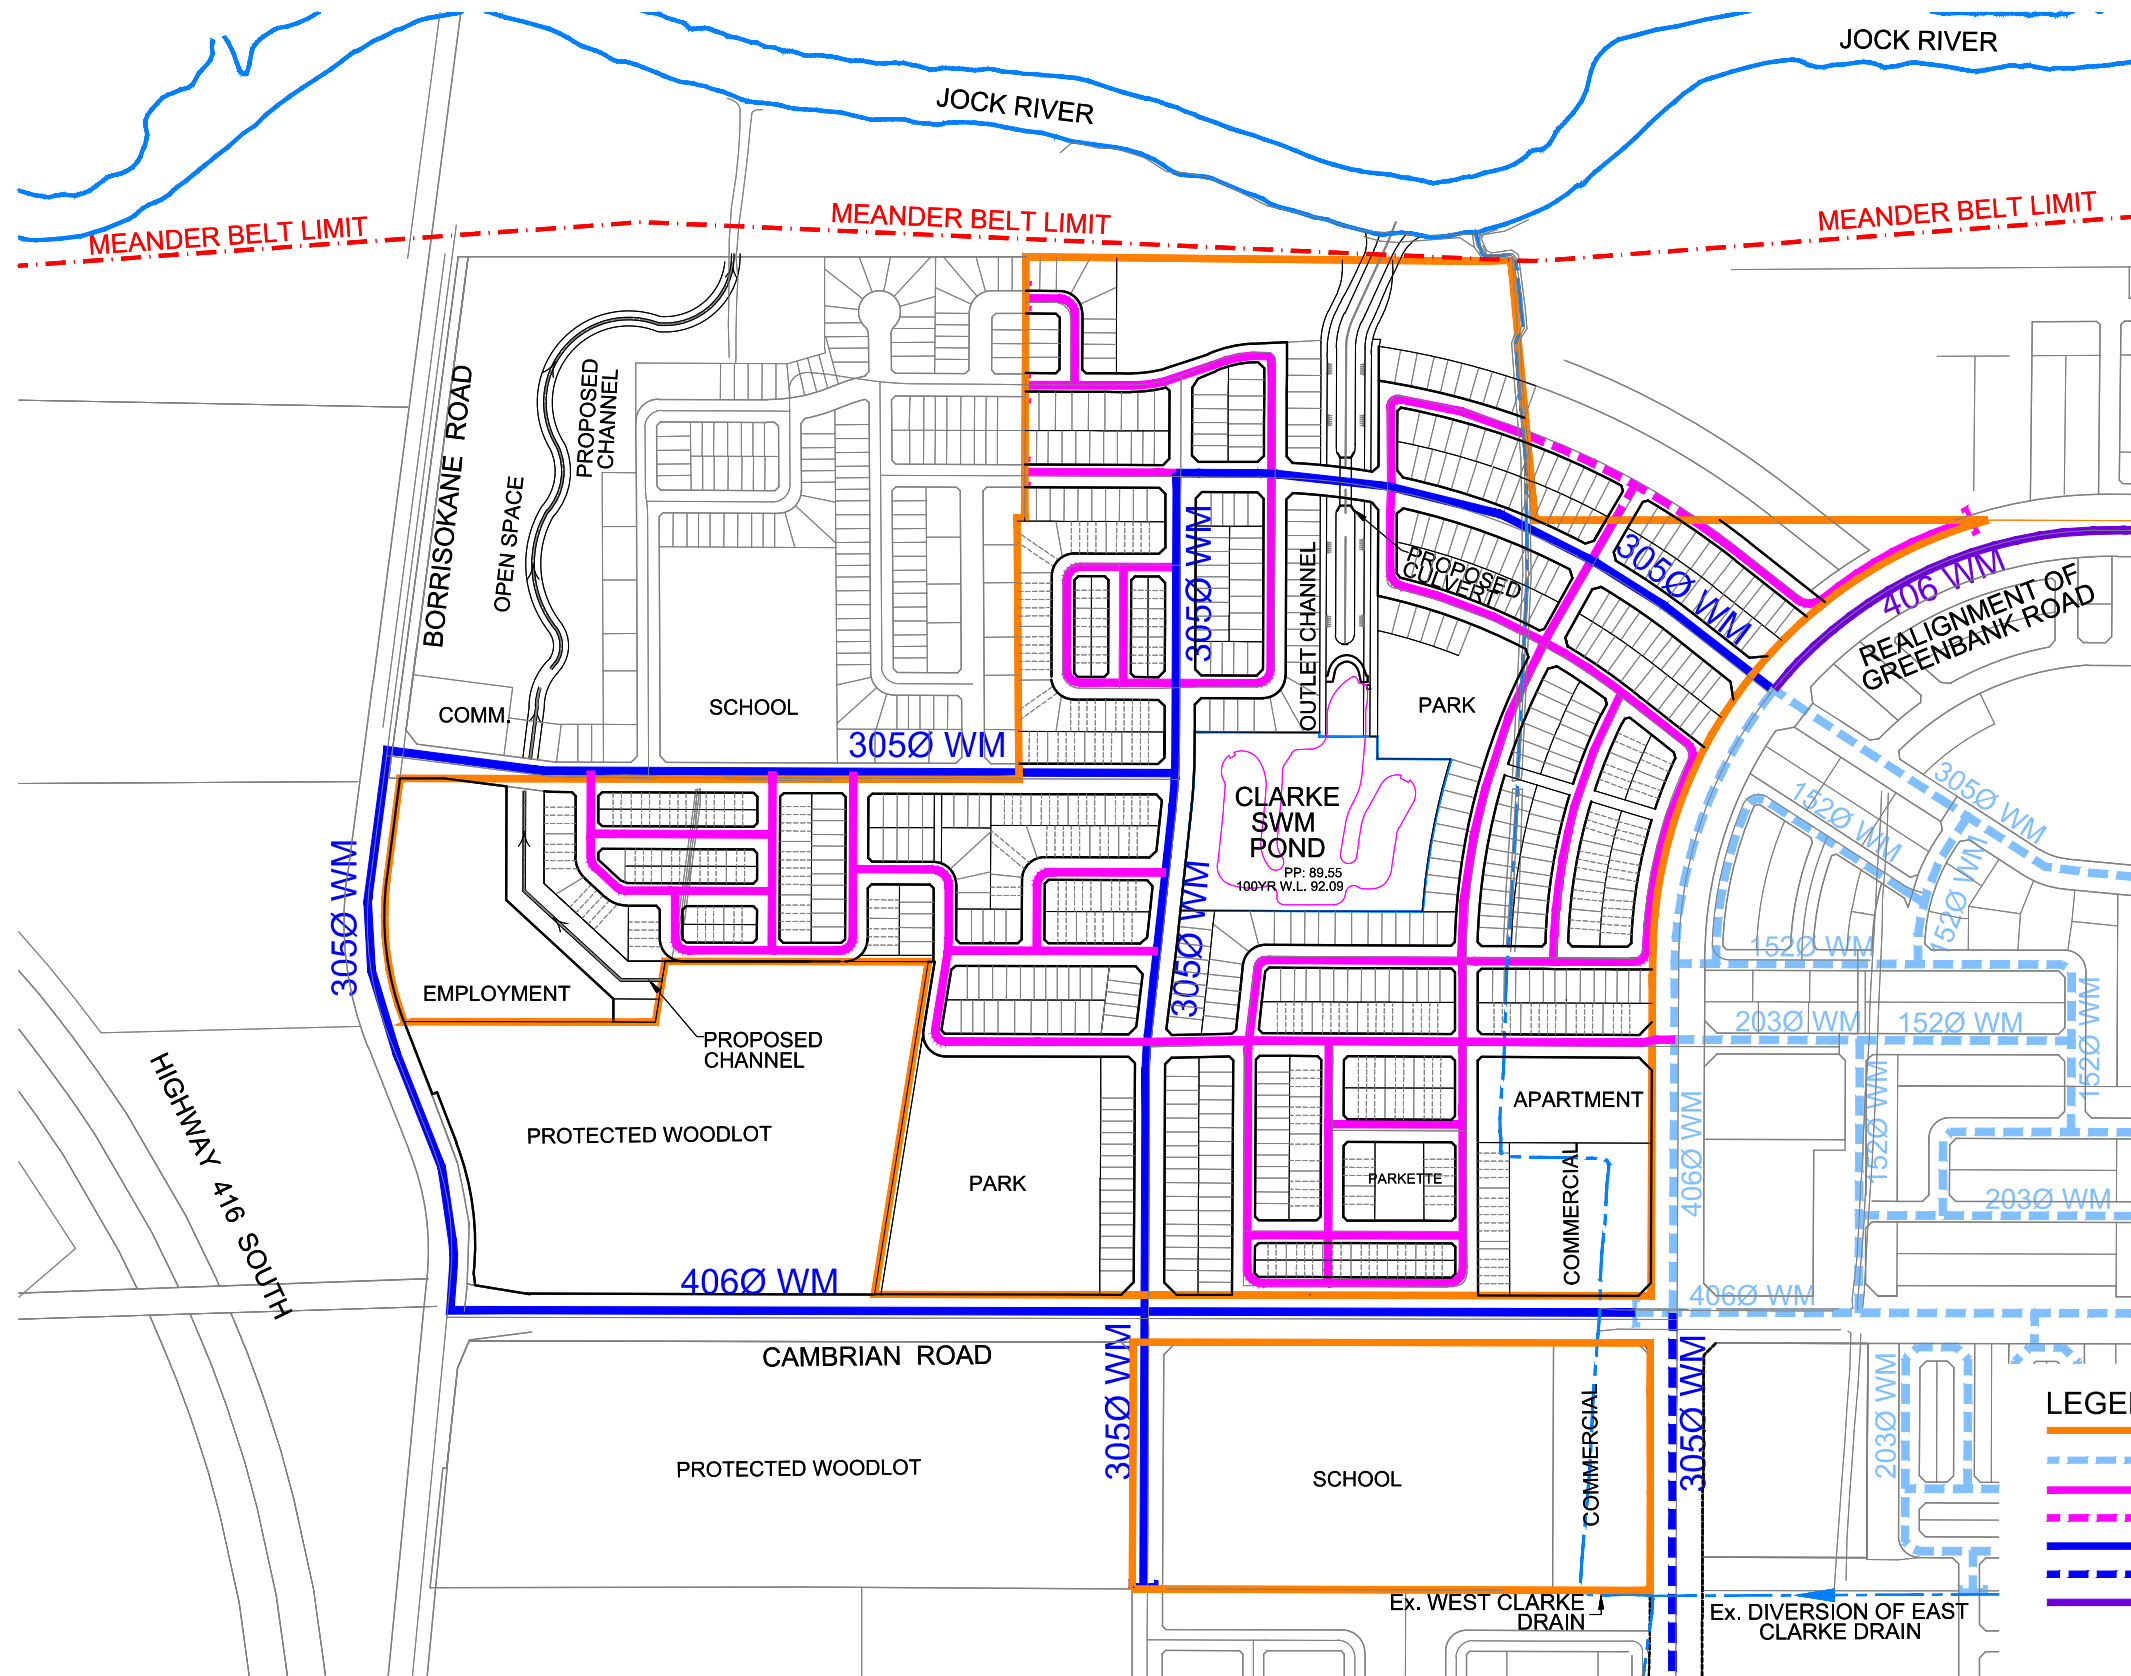 JOCK RIVER
JOCK RIVER
MEANDER BELT LIMIT
MEANDER BELT LIMIT
MEANDER BELT LIMIT
BORRISOKANE ROAD
OPEN SPACE
PROPOSED
CHANNEL
COMM.
SCHOOL
305Ø WM
305Ø WM
OUTLET CHANNEL
PROPOSED
CULVERT
PARK
305Ø WM
406 WM
REALIGNMENT OF
GREENBANK ROAD
305Ø WM
152Ø WM
152Ø WM
CLARKE
SWM
POND
PP: 89.55
100YR W.L. 92.09
305Ø WM
305Ø WM
EMPLOYMENT
PROPOSED
CHANNEL
152Ø WM
203Ø WM
152Ø WM
152Ø WM
HIGHWAY 416 SOUTH
PROTECTED WOODLOT
PARK
APARTMENT
COMMERCIAL
PARKETTE
406Ø WM
152Ø WM
203Ø WM
406Ø WM
406Ø WM
CAMBRIAN ROAD
305Ø WM
305Ø WM
203Ø WM
PROTECTED WOODLOT
SCHOOL
COMMERCIAL
LEGE
Ex. WEST CLARKE
DRAIN
Ex. DIVERSION OF EAST
CLARKE DRAIN